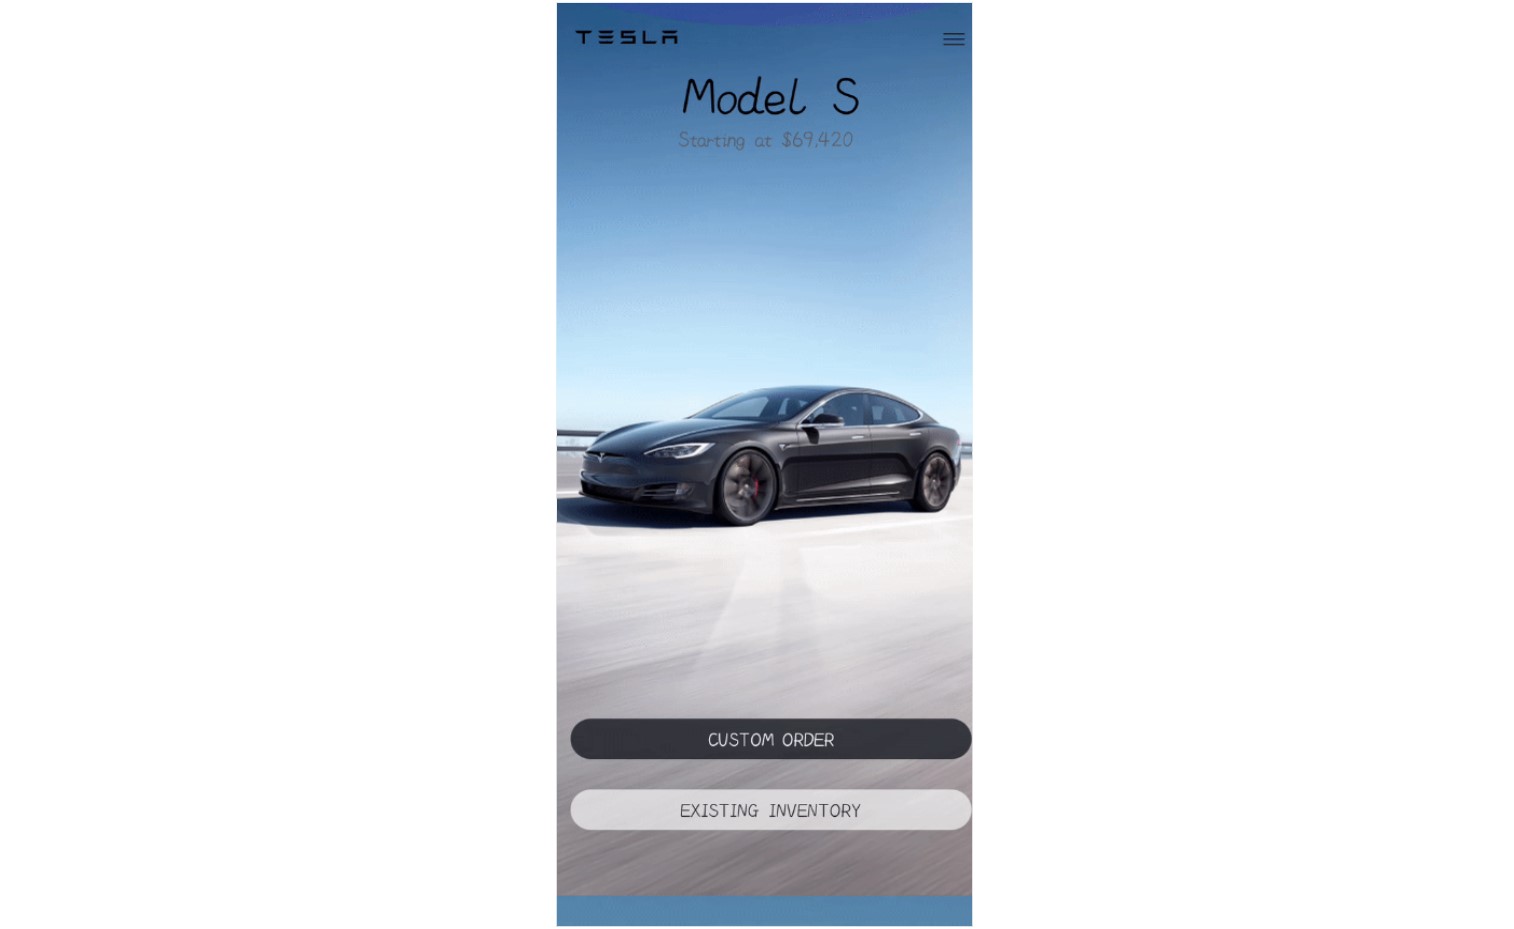 TESLA
Model S
Starting at $69,420
CUSTOM ORDER
EXISTING INVENTORY